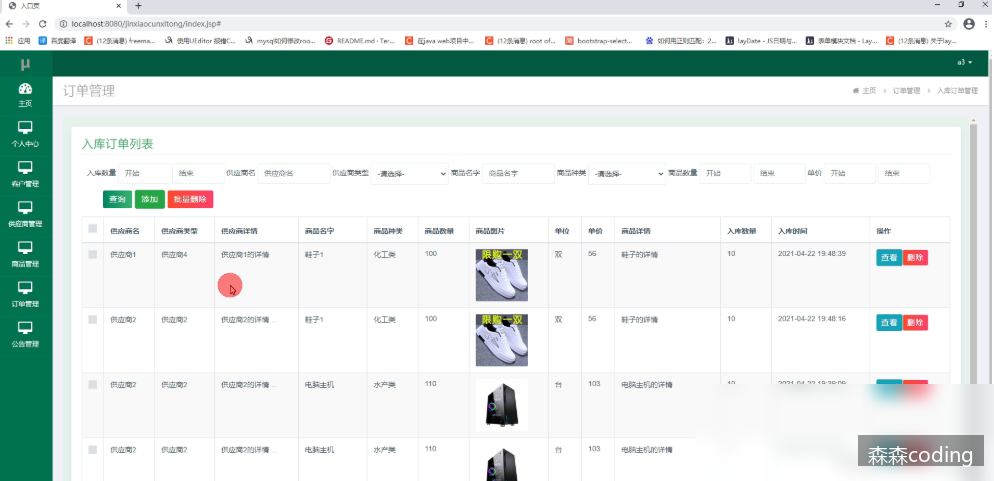 入口页
localhost:8080/jinxiaocunxitong/index.jsp#
应用 百度翻译 (12条消息) freema... 使用UEditor 报错C... mysql如何修改roo... README.md · Ter... 在java web项目中... (12条消息) root of... bootstrap-select... 如何用正则匹配：2... layDate - JS日期与... 表单模块文档 - Lay... (12条消息) 关于lay...
μ a3
主页
个人中心
客户管理
供应商管理
商品管理
订单管理
公告管理
订单管理 主页 > 订单管理 > 入库订单管理
入库订单列表
入库数量 开始 结束 供应商名 供应商名 供应商类型 -请选择- 商品名字 商品名字 商品种类 -请选择- 商品数量 开始 结束 单价 开始 结束
查询 添加 批量删除
供应商名 供应商类型 供应商详情 商品名字 商品种类 商品数量 商品图片 单位 单价 商品详情 入库数量 入库时间 操作
供应商1 供应商4 供应商1的详情 鞋子1 化工类 100 限购一双 双 56 鞋子的详情 10 2021-04-22 19:48:39 查看 删除
供应商2 供应商2 供应商2的详情 ... 鞋子1 化工类 100 限购一双 双 56 鞋子的详情 10 2021-04-22 19:48:16 查看 删除
供应商2 供应商2 供应商2的详情 ... 电脑主机 水产类 110 台 103 电脑主机的详情 10
供应商2 供应商2 供应商2的详情 ... 电脑主机 水产类 110 台 103 电脑主机的详情
森森coding